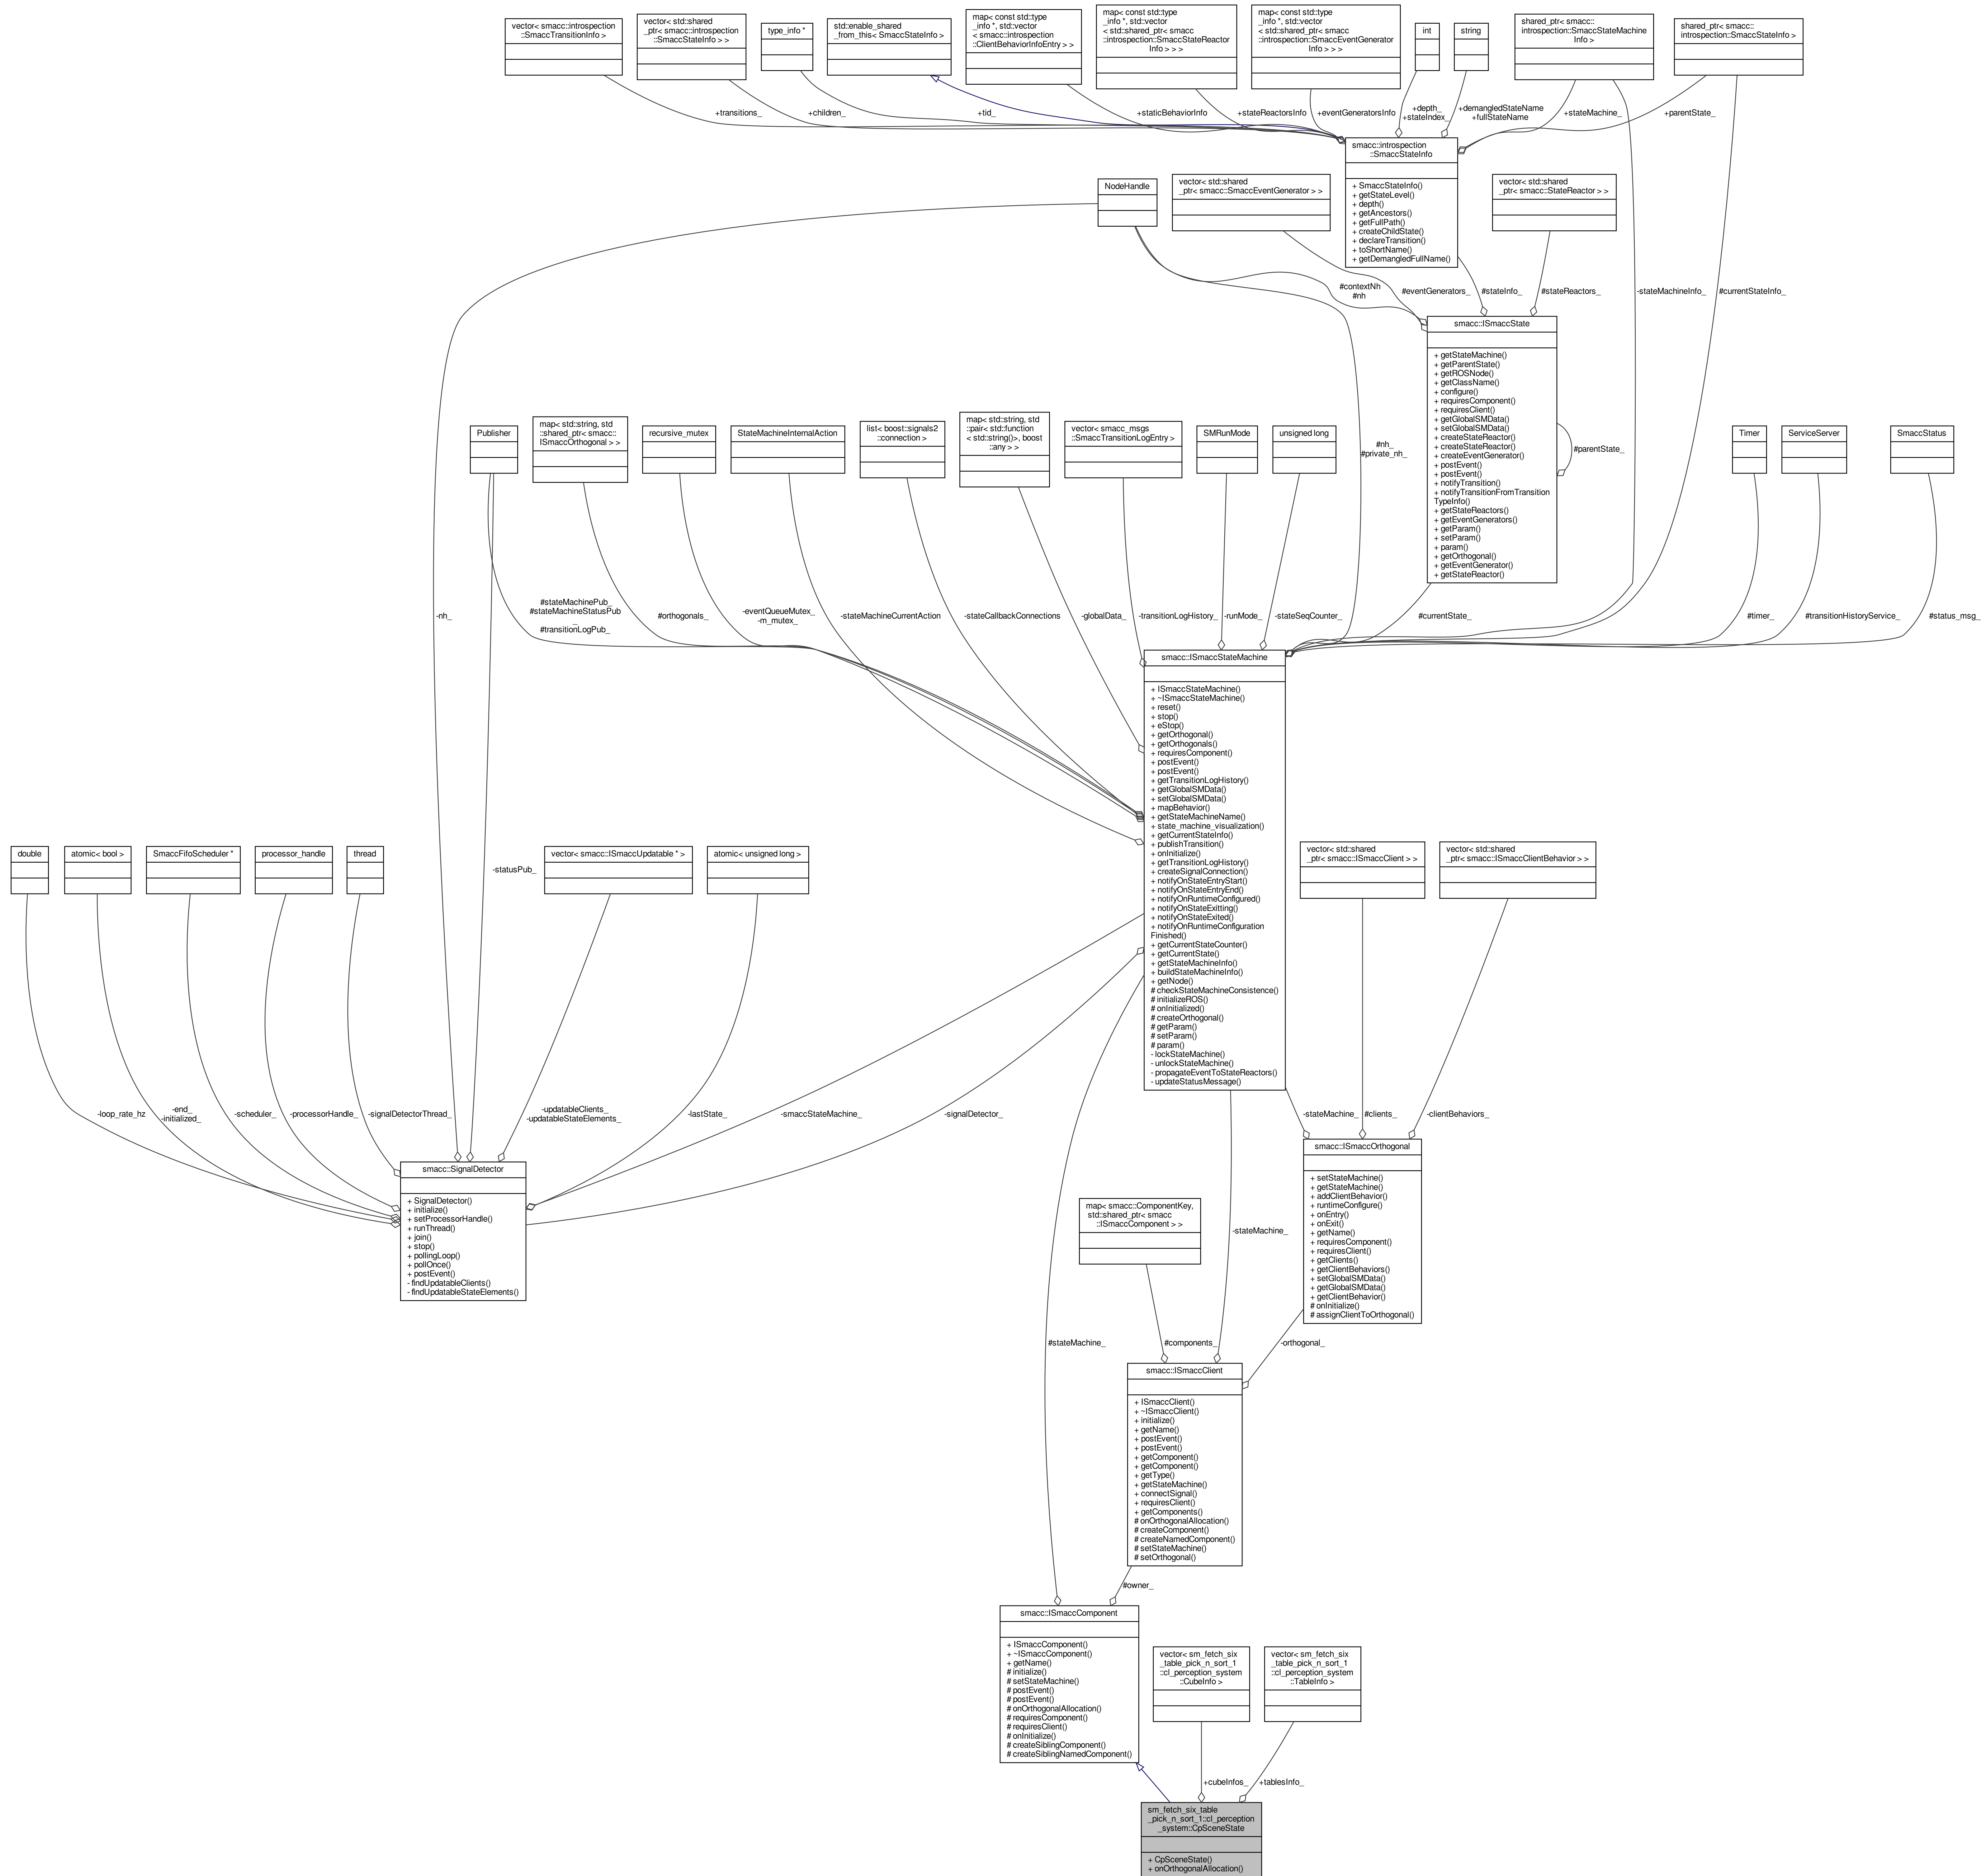 vector< smacc::introspection
::SmaccTransitionInfo >
vector< std::shared
_ptr< smacc::introspection
::SmaccStateInfo > >
type_info *
std::enable_shared
_from_this< SmaccStateInfo >
map< const std::type
_info *, std::vector
< smacc::introspection
::ClientBehaviorInfoEntry > >
map< const std::type
_info *, std::vector
< std::shared_ptr< smacc
::introspection::SmaccStateReactor
Info > > >
map< const std::type
_info *, std::vector
< std::shared_ptr< smacc
::introspection::SmaccEventGenerator
Info > > >
int
string
shared_ptr< smacc::
introspection::SmaccStateMachine
Info >
shared_ptr< smacc::
introspection::SmaccStateInfo >
+transitions_
+children_
+tid_
+staticBehaviorInfo
+stateReactorsInfo
+eventGeneratorsInfo
+depth_
+stateIndex_
+demangledStateName
+fullStateName
+stateMachine_
+parentState_
smacc::introspection
::SmaccStateInfo
+ SmaccStateInfo()
+ getStateLevel()
+ depth()
+ getAncestors()
+ getFullPath()
+ createChildState()
+ declareTransition()
+ toShortName()
+ getDemangledFullName()
NodeHandle
vector< std::shared
_ptr< smacc::SmaccEventGenerator > >
vector< std::shared
_ptr< smacc::StateReactor > >
#contextNh
#nh
#eventGenerators_
#stateInfo_
#stateReactors_
-stateMachineInfo_
#currentStateInfo_
smacc::ISmaccState
+ getStateMachine()
+ getParentState()
+ getROSNode()
+ getClassName()
+ configure()
+ requiresComponent()
+ requiresClient()
+ getGlobalSMData()
+ setGlobalSMData()
+ createStateReactor()
+ createStateReactor()
+ createEventGenerator()
+ postEvent()
+ postEvent()
+ notifyTransition()
+ notifyTransitionFromTransition
TypeInfo()
+ getStateReactors()
+ getEventGenerators()
+ getParam()
+ setParam()
+ param()
+ getOrthogonal()
+ getEventGenerator()
+ getStateReactor()
#parentState_
Publisher
map< std::string, std
::shared_ptr< smacc::
ISmaccOrthogonal > >
recursive_mutex
StateMachineInternalAction
list< boost::signals2
::connection >
map< std::string, std
::pair< std::function
< std::string()>, boost
::any > >
vector< smacc_msgs
::SmaccTransitionLogEntry >
SMRunMode
unsigned long
#nh_
#private_nh_
Timer
ServiceServer
SmaccStatus
-nh_
#stateMachinePub_
#stateMachineStatusPub
_
#transitionLogPub_
#orthogonals_
-eventQueueMutex_
-m_mutex_
-stateMachineCurrentAction
-stateCallbackConnections
-globalData_
-transitionLogHistory_
-runMode_
-stateSeqCounter_
#currentState_
#timer_
#transitionHistoryService_
#status_msg_
smacc::ISmaccStateMachine
+ ISmaccStateMachine()
+ ~ISmaccStateMachine()
+ reset()
+ stop()
+ eStop()
+ getOrthogonal()
+ getOrthogonals()
+ requiresComponent()
+ postEvent()
+ postEvent()
+ getTransitionLogHistory()
+ getGlobalSMData()
+ setGlobalSMData()
+ mapBehavior()
+ getStateMachineName()
+ state_machine_visualization()
+ getCurrentStateInfo()
+ publishTransition()
+ onInitialize()
+ getTransitionLogHistory()
+ createSignalConnection()
+ notifyOnStateEntryStart()
+ notifyOnStateEntryEnd()
+ notifyOnRuntimeConfigured()
+ notifyOnStateExitting()
+ notifyOnStateExited()
+ notifyOnRuntimeConfiguration
Finished()
+ getCurrentStateCounter()
+ getCurrentState()
+ getStateMachineInfo()
+ buildStateMachineInfo()
+ getNode()
# checkStateMachineConsistence()
# initializeROS()
# onInitialized()
# createOrthogonal()
# getParam()
# setParam()
# param()
- lockStateMachine()
- unlockStateMachine()
- propagateEventToStateReactors()
- updateStatusMessage()
double
atomic< bool >
SmaccFifoScheduler *
processor_handle
thread
-statusPub_
vector< smacc::ISmaccUpdatable * >
atomic< unsigned long >
vector< std::shared
_ptr< smacc::ISmaccClient > >
vector< std::shared
_ptr< smacc::ISmaccClientBehavior > >
-loop_rate_hz
-end_
-initialized_
-scheduler_
-processorHandle_
-signalDetectorThread_
-updatableClients_
-updatableStateElements_
-lastState_
-smaccStateMachine_
-signalDetector_
-stateMachine_
#clients_
-clientBehaviors_
smacc::SignalDetector
+ SignalDetector()
+ initialize()
+ setProcessorHandle()
+ runThread()
+ join()
+ stop()
+ pollingLoop()
+ pollOnce()
+ postEvent()
- findUpdatableClients()
- findUpdatableStateElements()
smacc::ISmaccOrthogonal
+ setStateMachine()
+ getStateMachine()
+ addClientBehavior()
+ runtimeConfigure()
+ onEntry()
+ onExit()
+ getName()
+ requiresComponent()
+ requiresClient()
+ getClients()
+ getClientBehaviors()
+ setGlobalSMData()
+ getGlobalSMData()
+ getClientBehavior()
# onInitialize()
# assignClientToOrthogonal()
map< smacc::ComponentKey,
std::shared_ptr< smacc
::ISmaccComponent > >
-stateMachine_
#stateMachine_
#components_
-orthogonal_
smacc::ISmaccClient
+ ISmaccClient()
+ ~ISmaccClient()
+ initialize()
+ getName()
+ postEvent()
+ postEvent()
+ getComponent()
+ getComponent()
+ getType()
+ getStateMachine()
+ connectSignal()
+ requiresClient()
+ getComponents()
# onOrthogonalAllocation()
# createComponent()
# createNamedComponent()
# setStateMachine()
# setOrthogonal()
#owner_
smacc::ISmaccComponent
+ ISmaccComponent()
+ ~ISmaccComponent()
+ getName()
# initialize()
# setStateMachine()
# postEvent()
# postEvent()
# onOrthogonalAllocation()
# requiresComponent()
# requiresClient()
# onInitialize()
# createSiblingComponent()
# createSiblingNamedComponent()
vector< sm_fetch_six
_table_pick_n_sort_1
::cl_perception_system
::CubeInfo >
vector< sm_fetch_six
_table_pick_n_sort_1
::cl_perception_system
::TableInfo >
+cubeInfos_
+tablesInfo_
sm_fetch_six_table
_pick_n_sort_1::cl_perception
_system::CpSceneState
+ CpSceneState()
+ onOrthogonalAllocation()